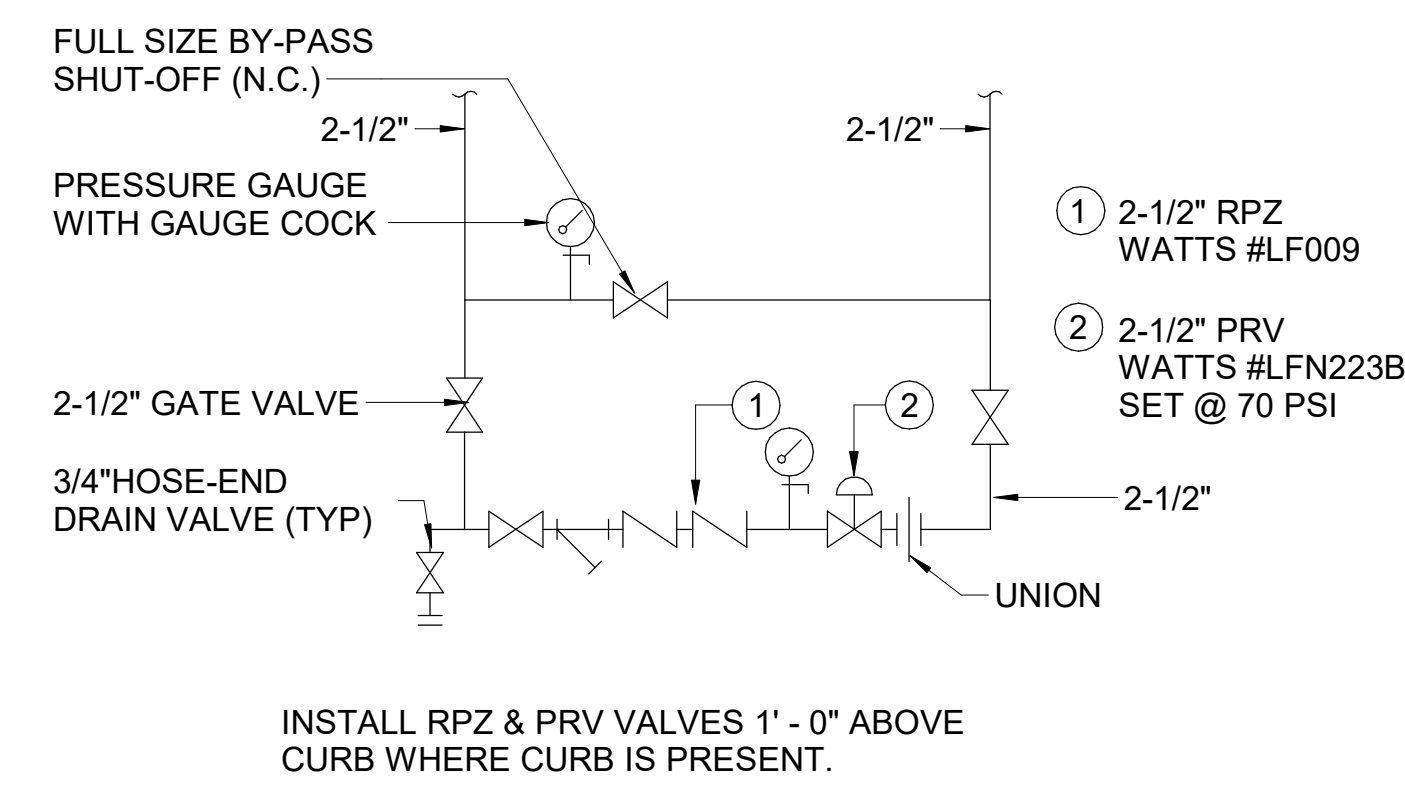 FULL SIZE BY-PASS
SHUT-OFF (N.C.)
2-1/2"
2-1/2"
PRESSURE GAUGE
WITH GAUGE COCK
1 2-1/2" RPZ
WATTS #LF009
2 2-1/2" PRV
WATTS #LFN223B
SET @ 70 PSI
2-1/2" GATE VALVE
1
2
3/4"HOSE-END
DRAIN VALVE (TYP)
2-1/2"
UNION
INSTALL RPZ & PRV VALVES 1' - 0" ABOVE
CURB WHERE CURB IS PRESENT.